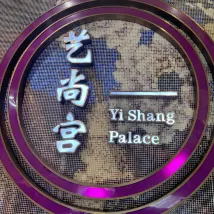 艺尚宫
Yi Shang
Palace